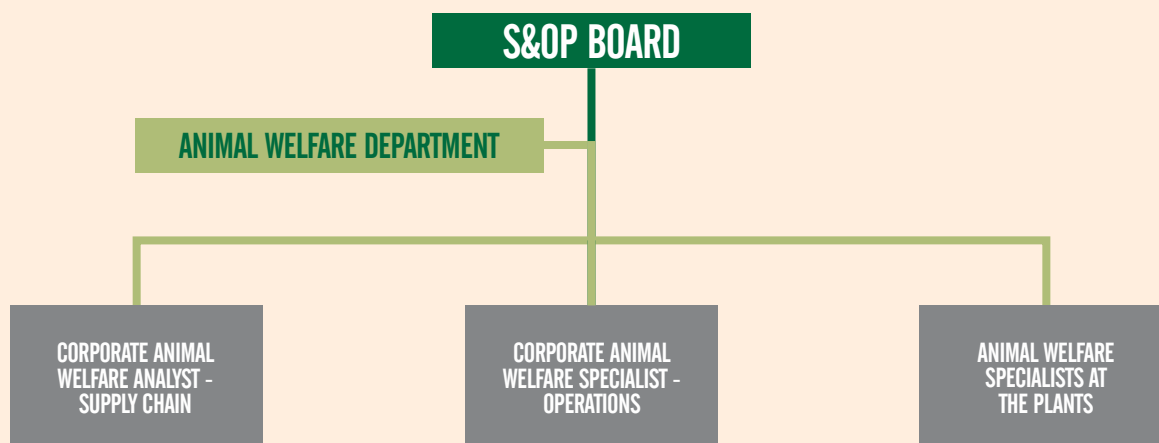 S&OP BOARD
ANIMAL WELFARE DEPARTMENT
CORPORATE ANIMAL
WELFARE ANALYST -
SUPPLY CHAIN
CORPORATE ANIMAL
WELFARE SPECIALIST -
OPERATIONS
ANIMAL WELFARE
SPECIALISTS AT
THE PLANTS